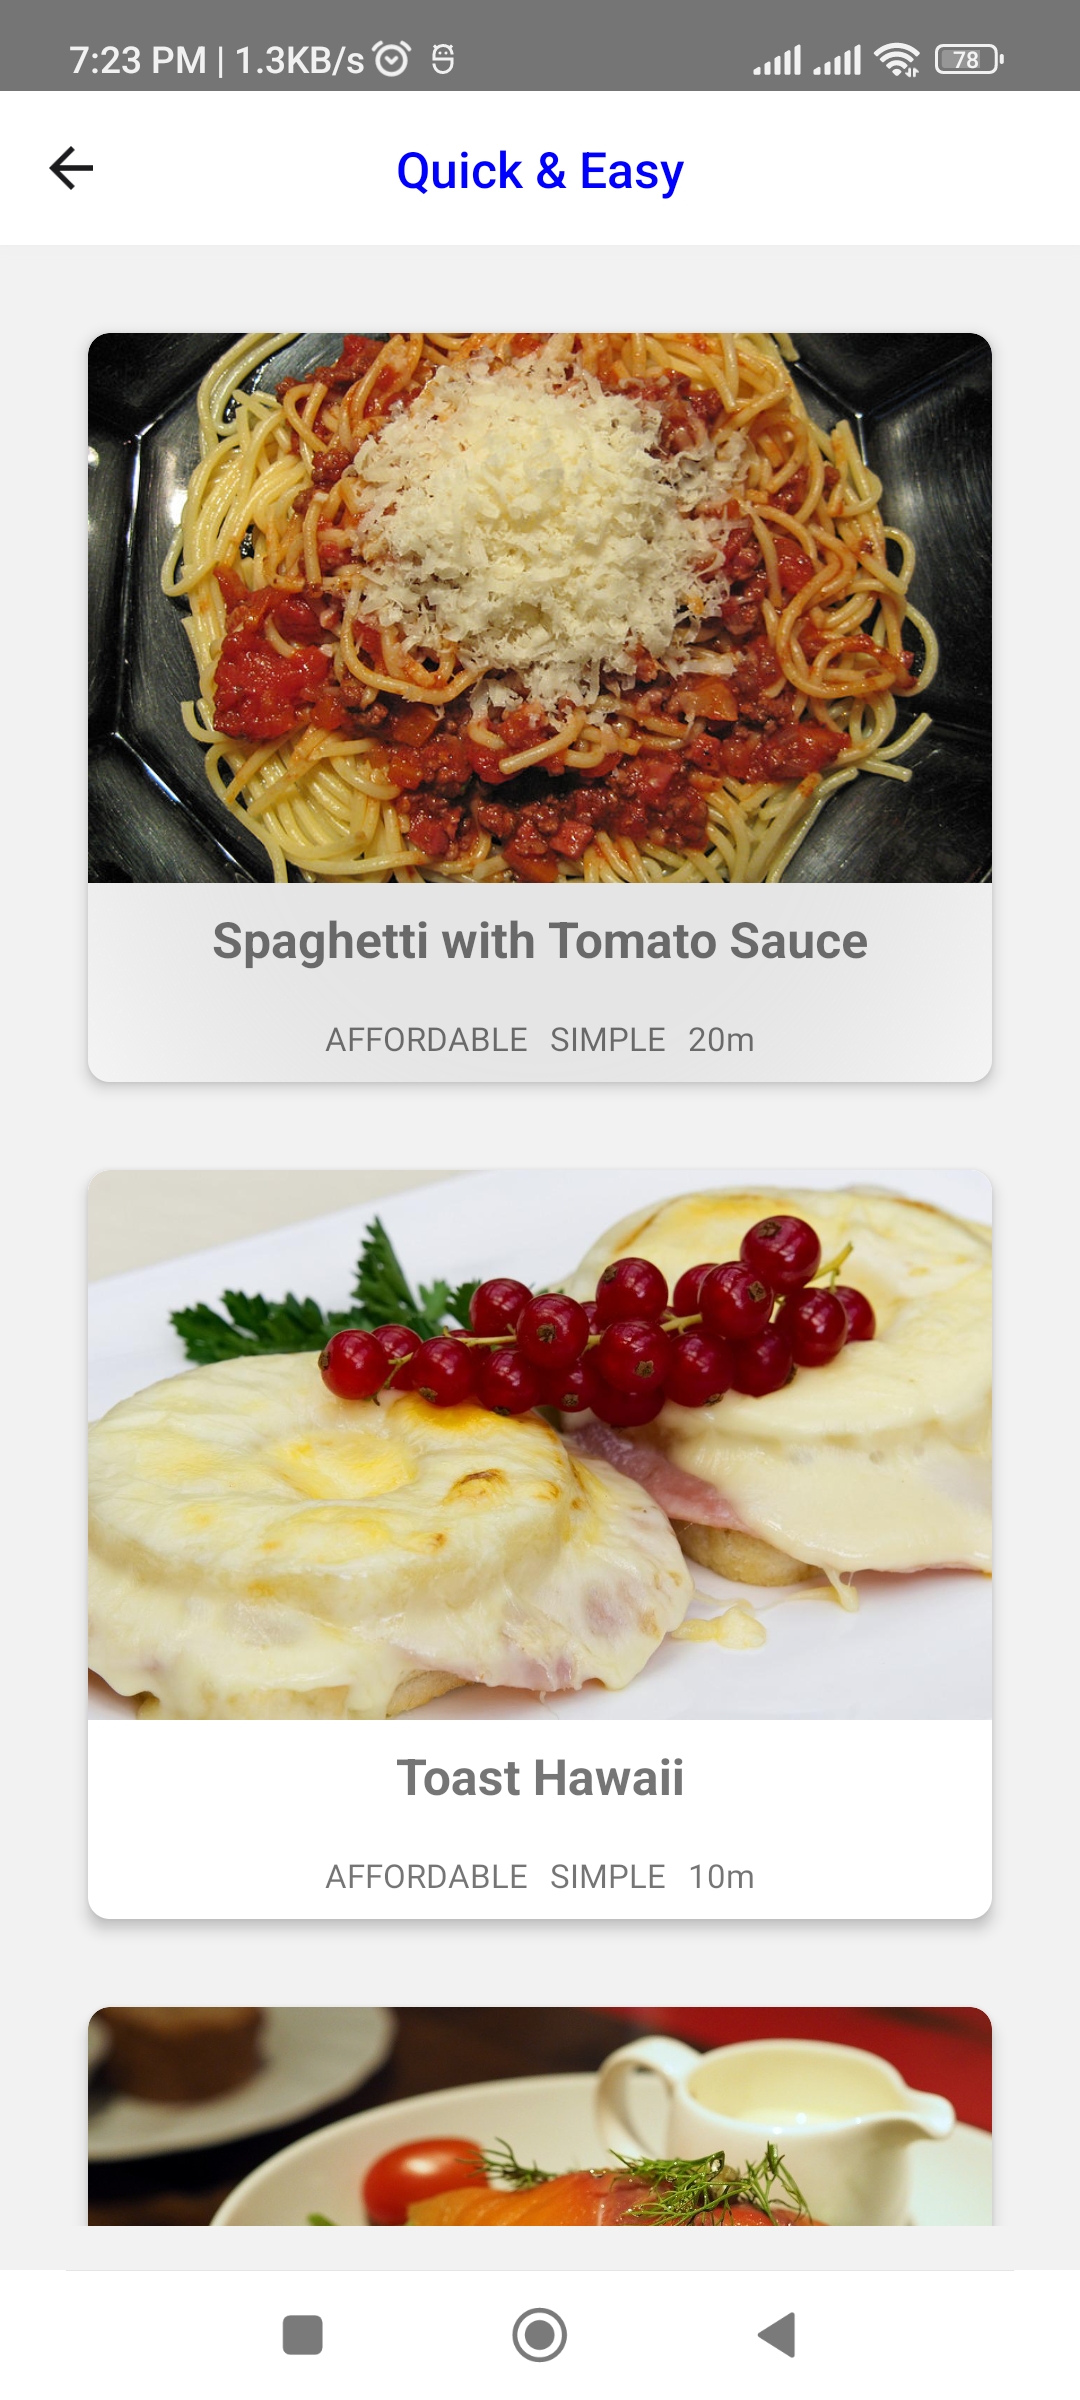 7:23 PM | 1.3KB/s
78
Quick & Easy
Spaghetti with Tomato Sauce
AFFORDABLE SIMPLE 20m
Toast Hawaii
AFFORDABLE SIMPLE 10m